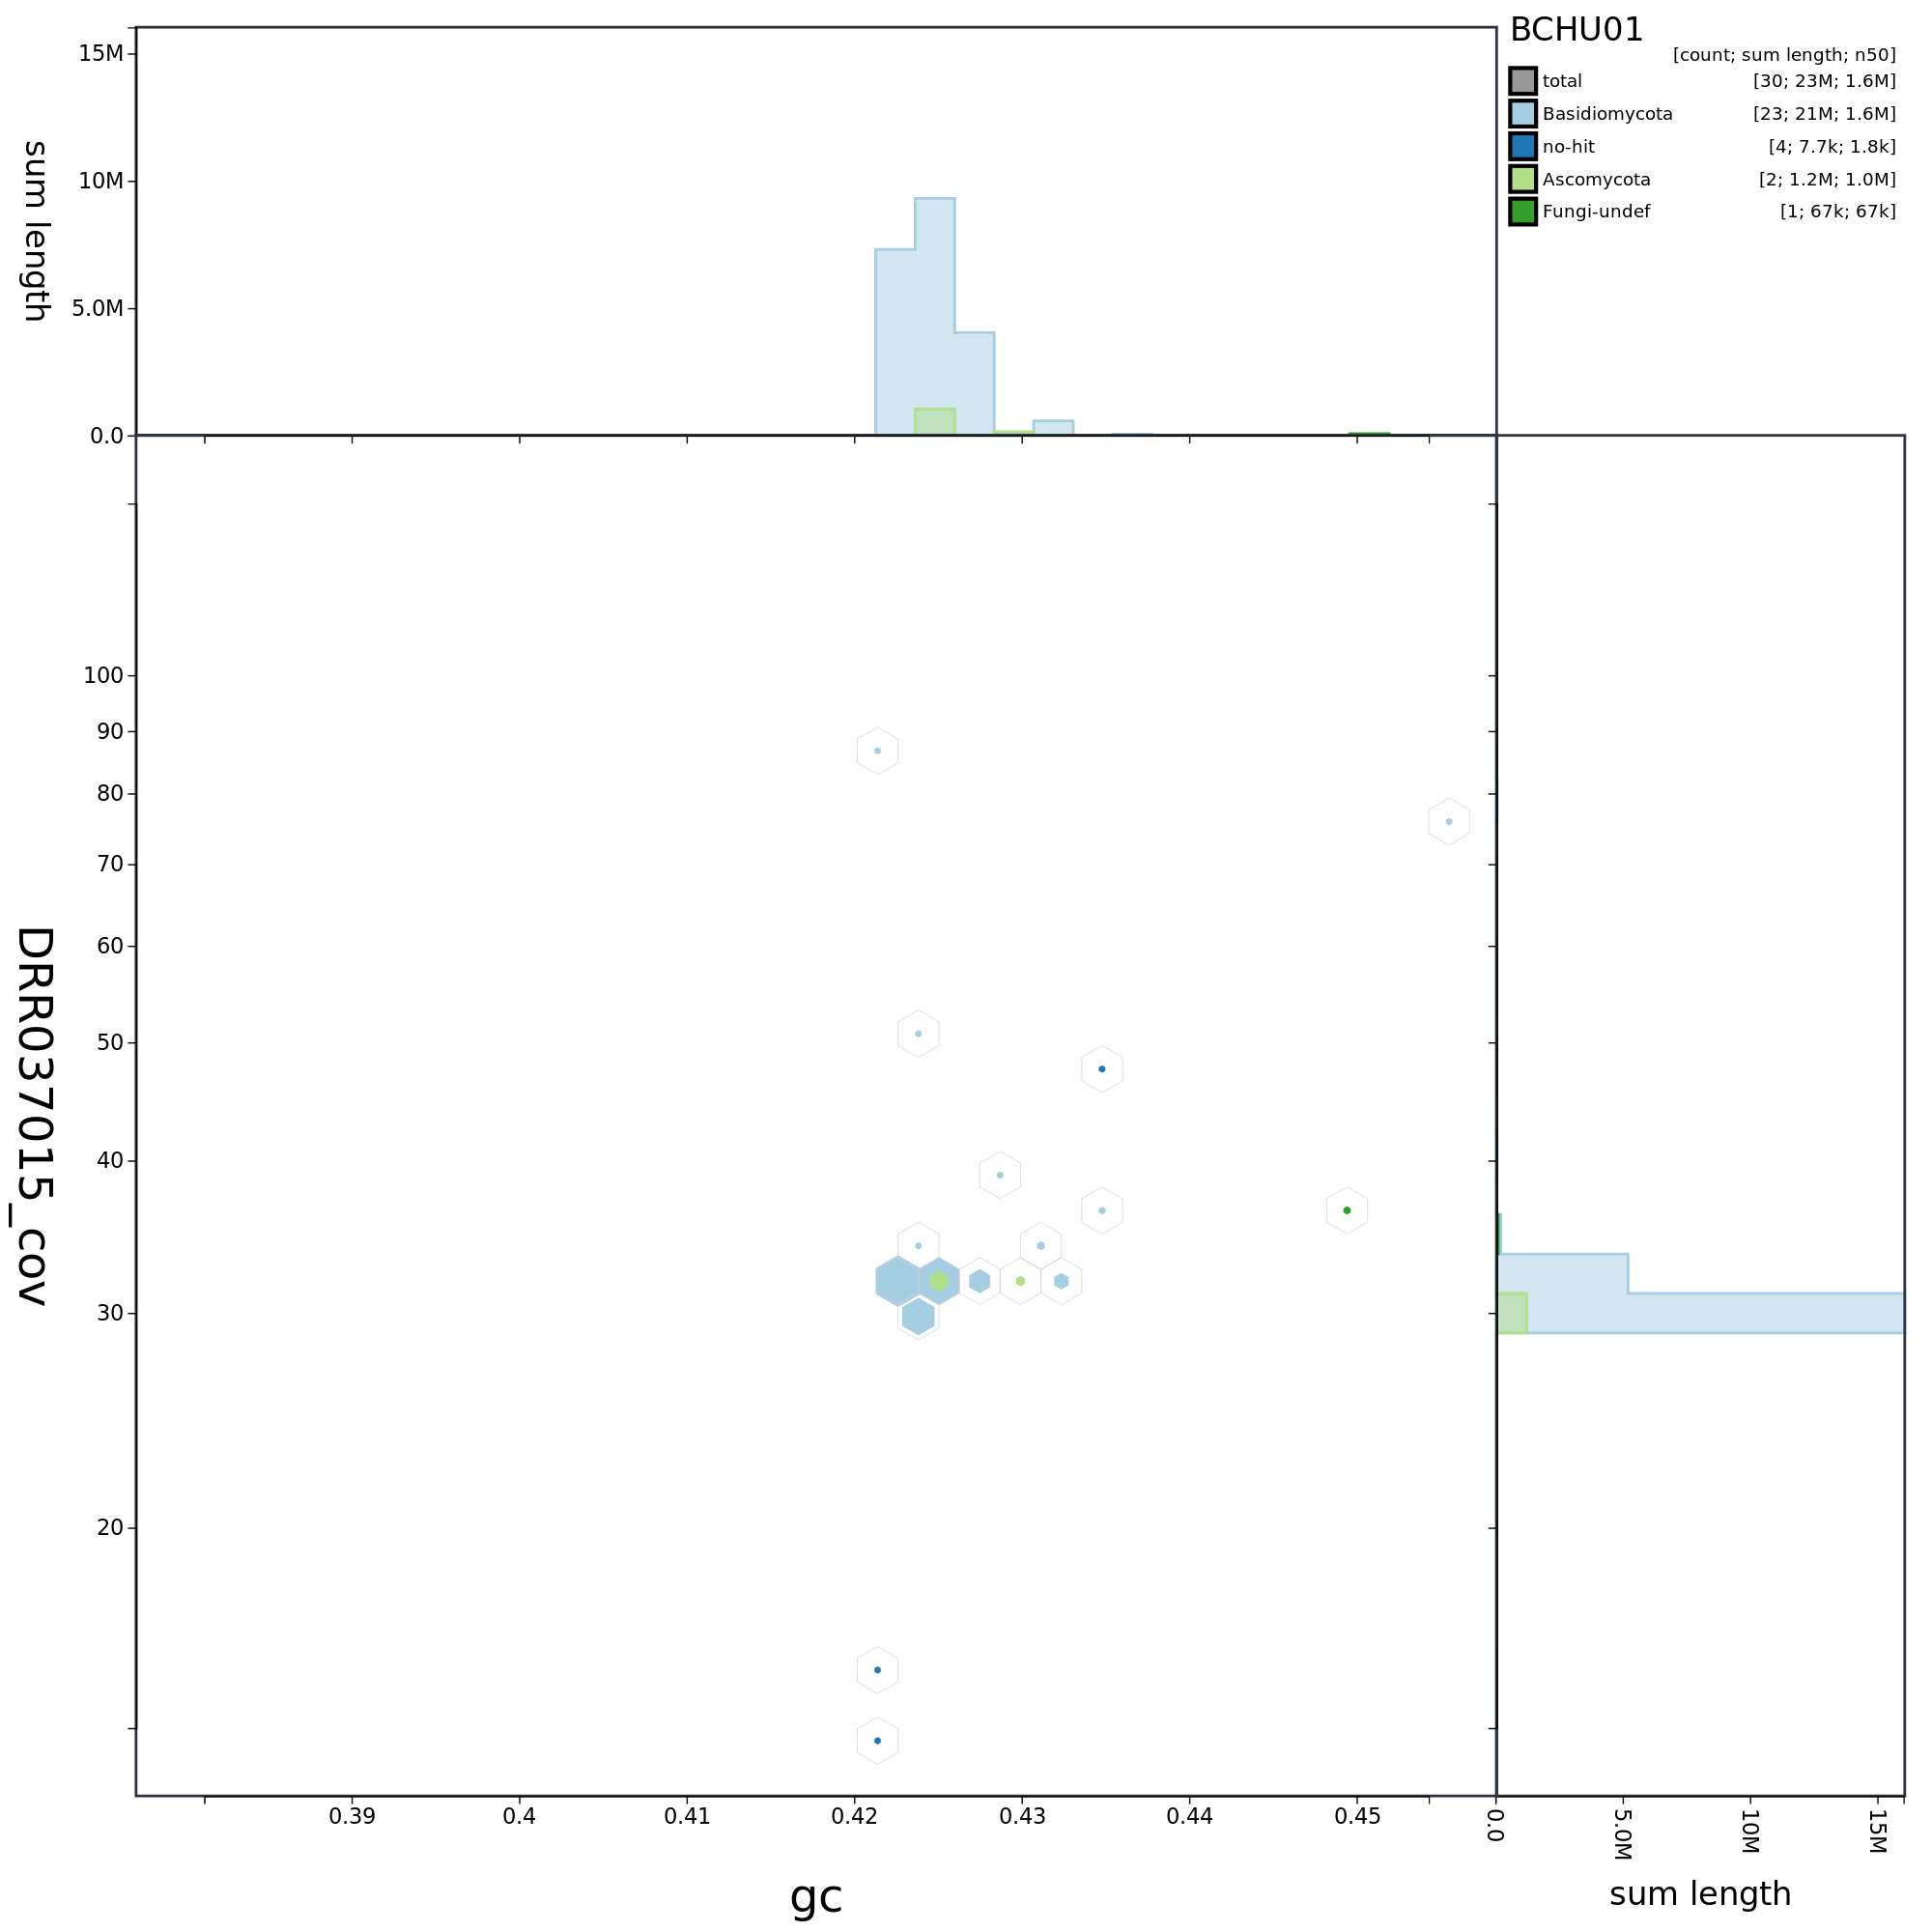 BCHU01
[count; sum length; n50]
total [30; 23M; 1.6M]
Basidiomycota [23; 21M; 1.6M]
no-hit [4; 7.7k; 1.8k]
Ascomycota [2; 1.2M; 1.0M]
Fungi-undef [1; 67k; 67k]
sum length
15M
10M
5.0M
0.0
DRR037015_cov
100
90
80
70
60
50
40
30
20
0.39 0.4 0.41 0.42 0.43 0.44 0.45
gc
0.0 5.0M 10M 15M
sum length